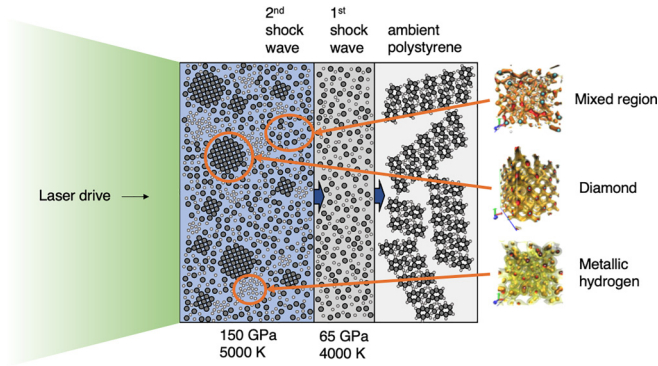 2nd
shock
wave
1st
shock
wave
ambient
polystyrene
Laser drive
Mixed region
Diamond
Metallic
hydrogen
150 GPa
5000 K
65 GPa
4000 K